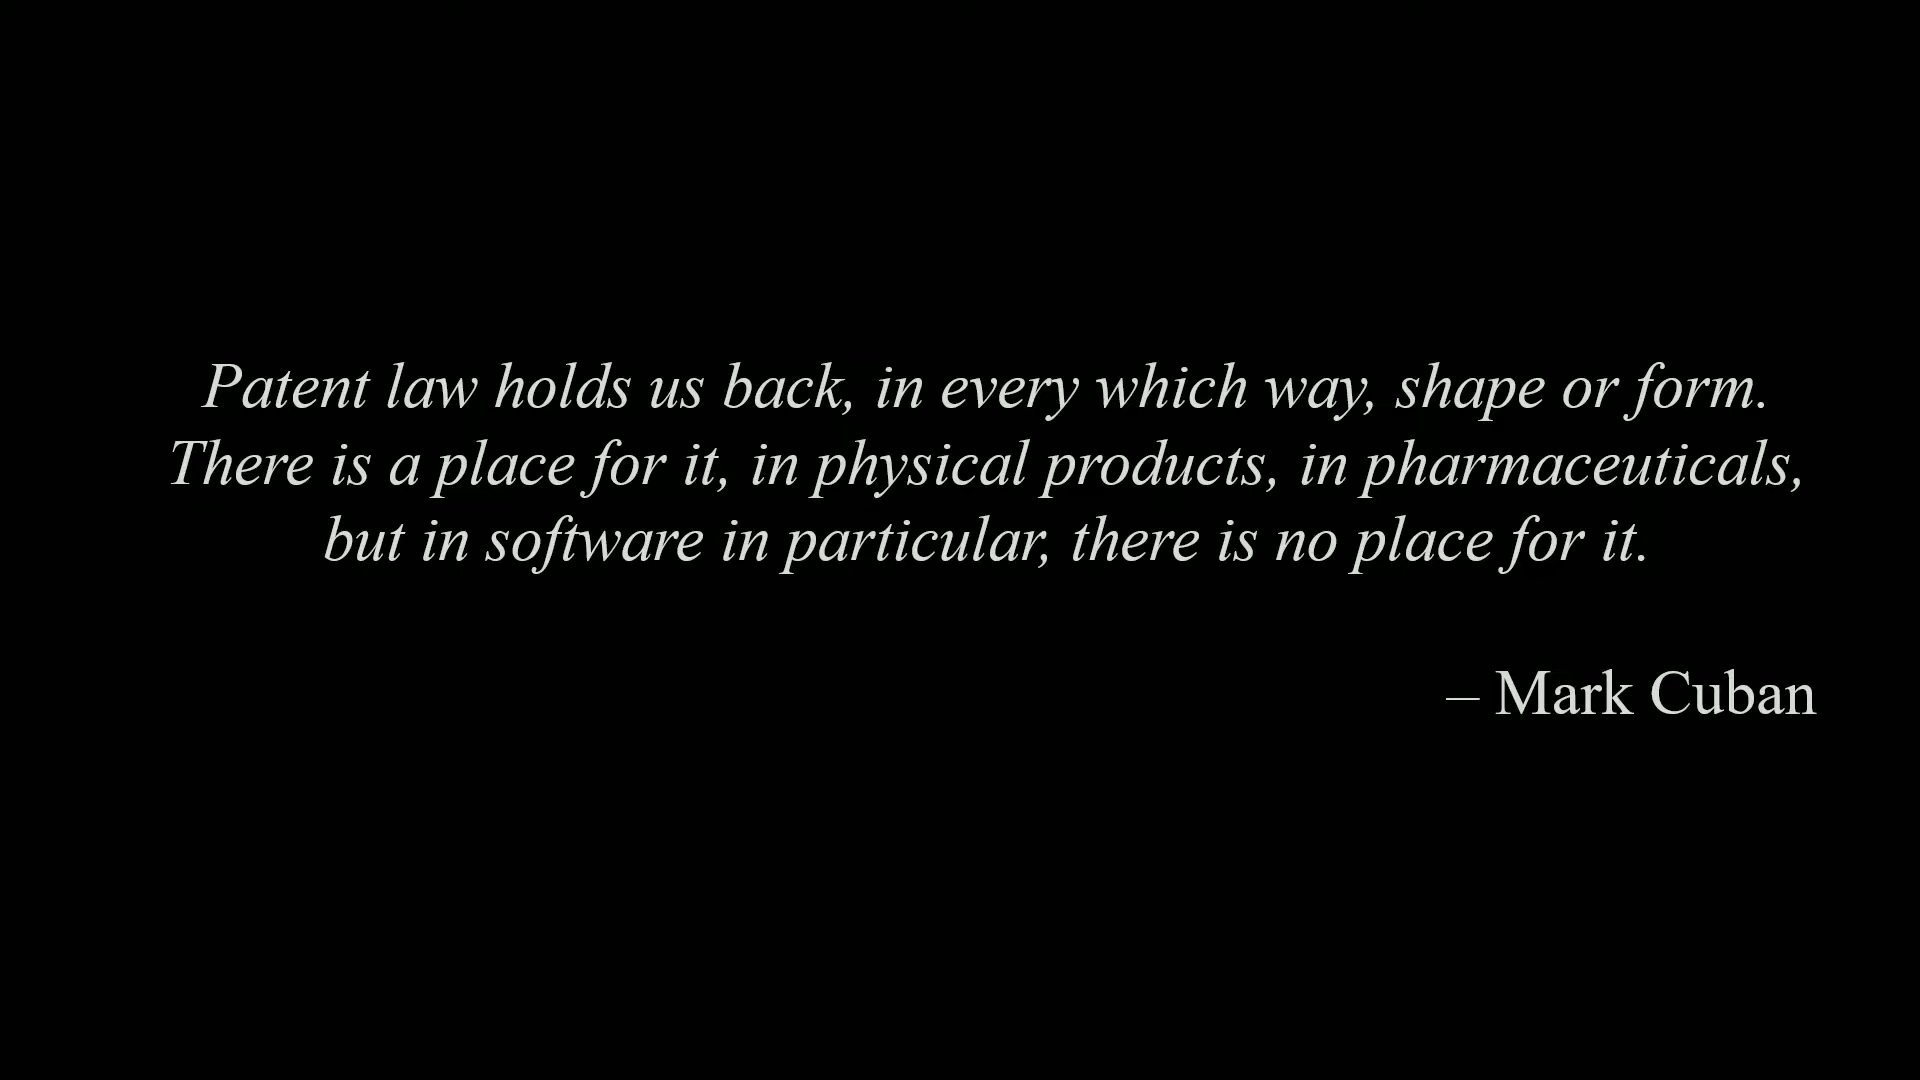 Patent law holds us back, in every which way, shape or form.
There is a place for it, in physical products, in pharmaceuticals,
but in software in particular, there is no place for it.
– Mark Cuban